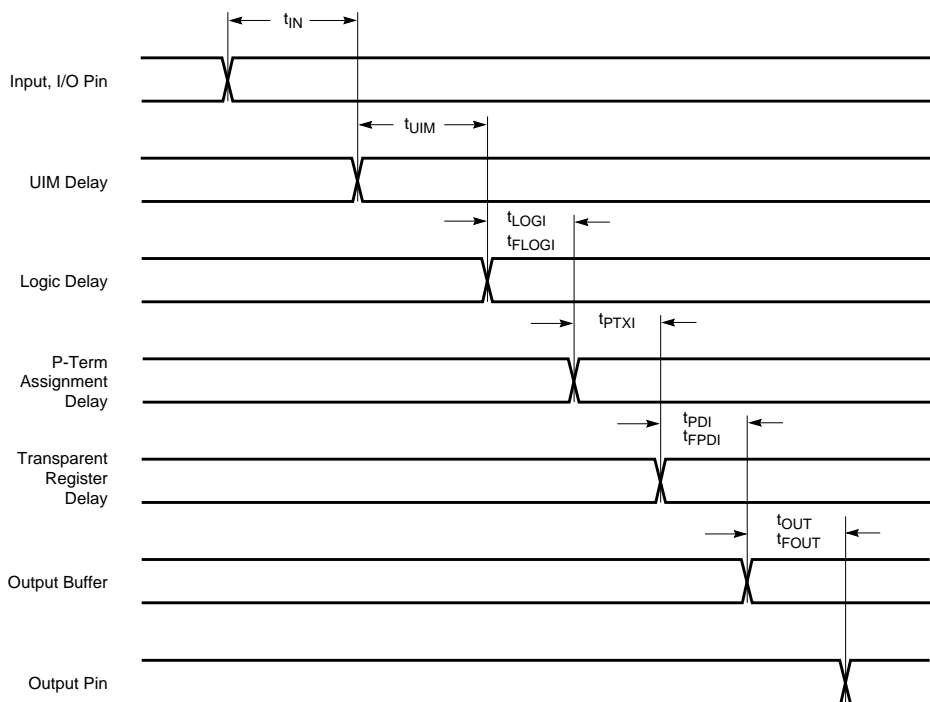 tIN
Input, I/O Pin
tUIM
UIM Delay
tLOGI
tFLOGI
Logic Delay
tPTXI
P-Term
Assignment
Delay
tPDI
tFPDI
Transparent
Register
Delay
tOUT
tFOUT
Output Buffer
Output Pin